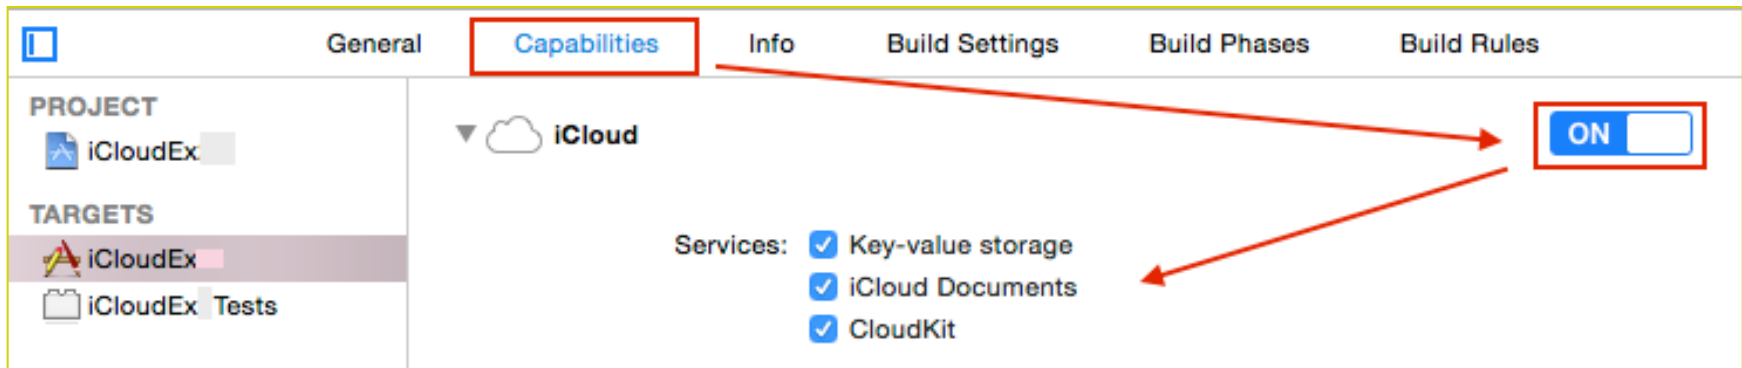 General Capabilities Info Build Settings Build Phases Build Rules
PROJECT
iCloudEx
TARGETS
iCloudEx
iCloudEx Tests
iCloud
ON
Services: Key-value storage
iCloud Documents
CloudKit